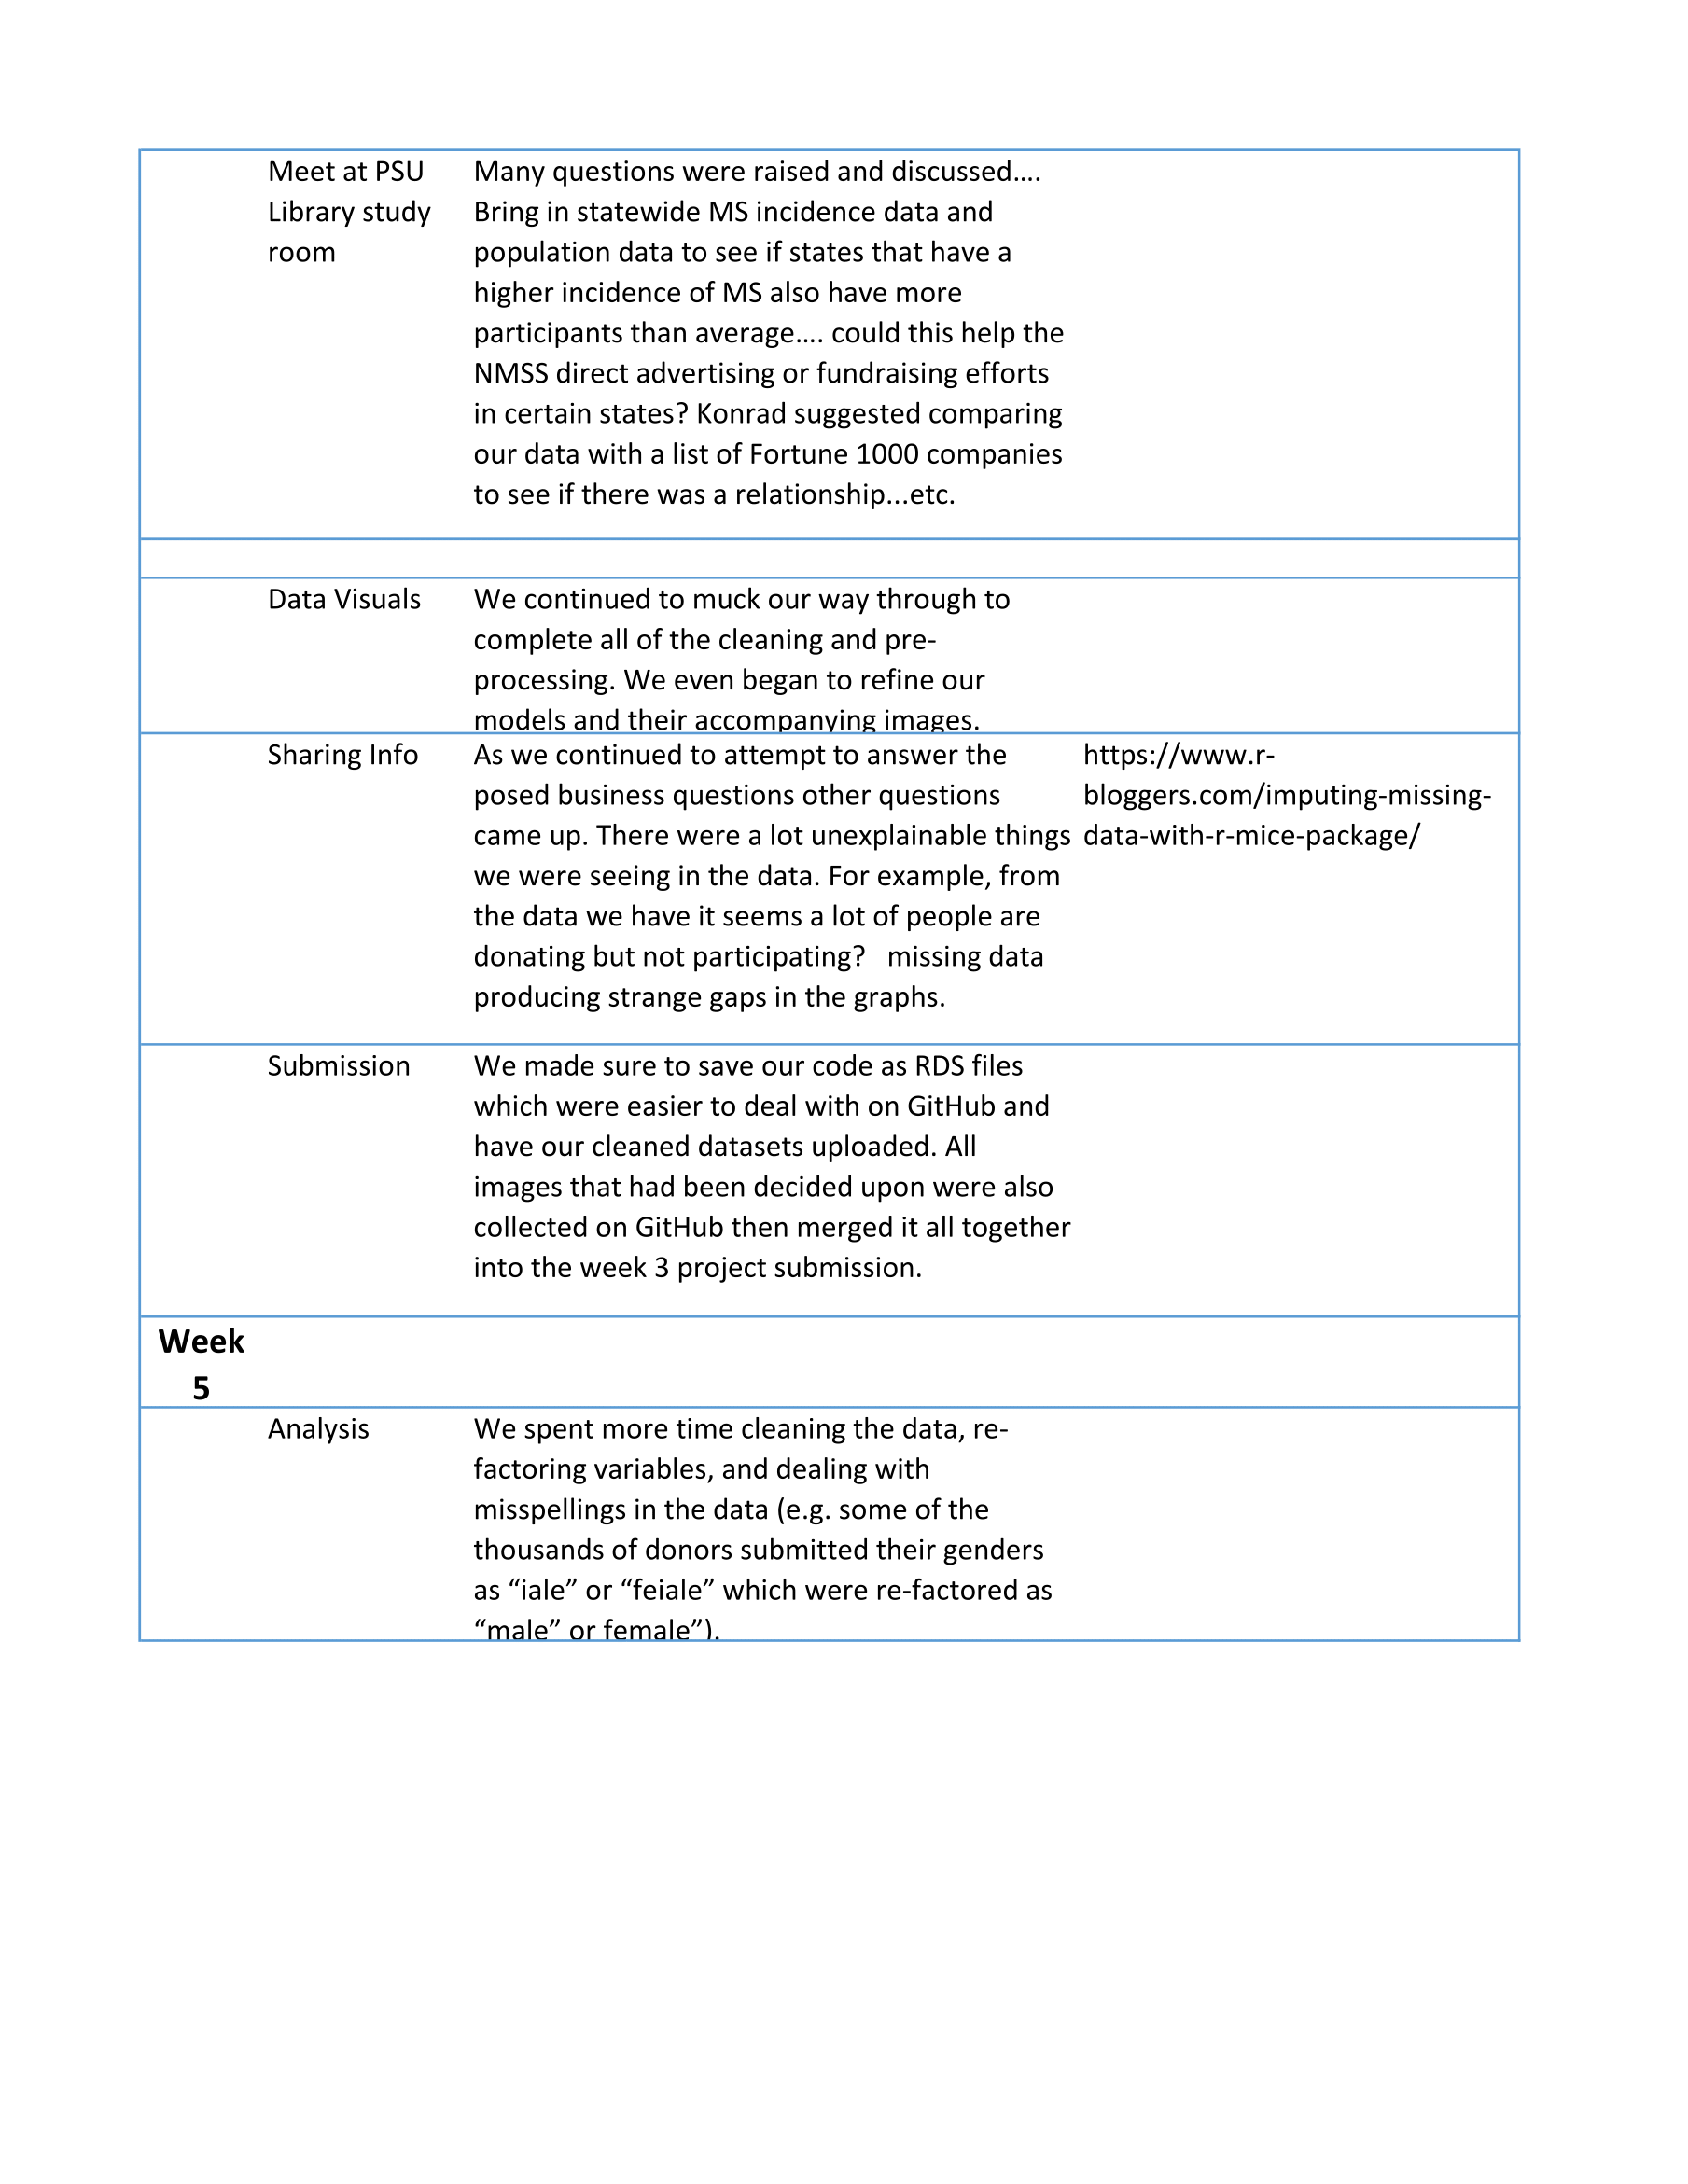 Meet at PSU
Library study
room
Many questions were raised and discussed….
Bring in statewide MS incidence data and
population data to see if states that have a
higher incidence of MS also have more
participants than average…. could this help the
NMSS direct advertising or fundraising efforts
in certain states? Konrad suggested comparing
our data with a list of Fortune 1000 companies
to see if there was a relationship...etc.
Data Visuals
We continued to muck our way through to
complete all of the cleaning and pre-
processing. We even began to refine our
models and their accompanying images.
Sharing Info
As we continued to attempt to answer the
posed business questions other questions
came up. There were a lot unexplainable things
we were seeing in the data. For example, from
the data we have it seems a lot of people are
donating but not participating?   missing data
producing strange gaps in the graphs.
https://www.r-
bloggers.com/imputing-missing-
data-with-r-mice-package/
Submission
We made sure to save our code as RDS files
which were easier to deal with on GitHub and
have our cleaned datasets uploaded. All
images that had been decided upon were also
collected on GitHub then merged it all together
into the week 3 project submission.
Week
5
Analysis
We spent more time cleaning the data, re-
factoring variables, and dealing with
misspellings in the data (e.g. some of the
thousands of donors submitted their genders
as “iale” or “feiale” which were re-factored as
“male” or female”).